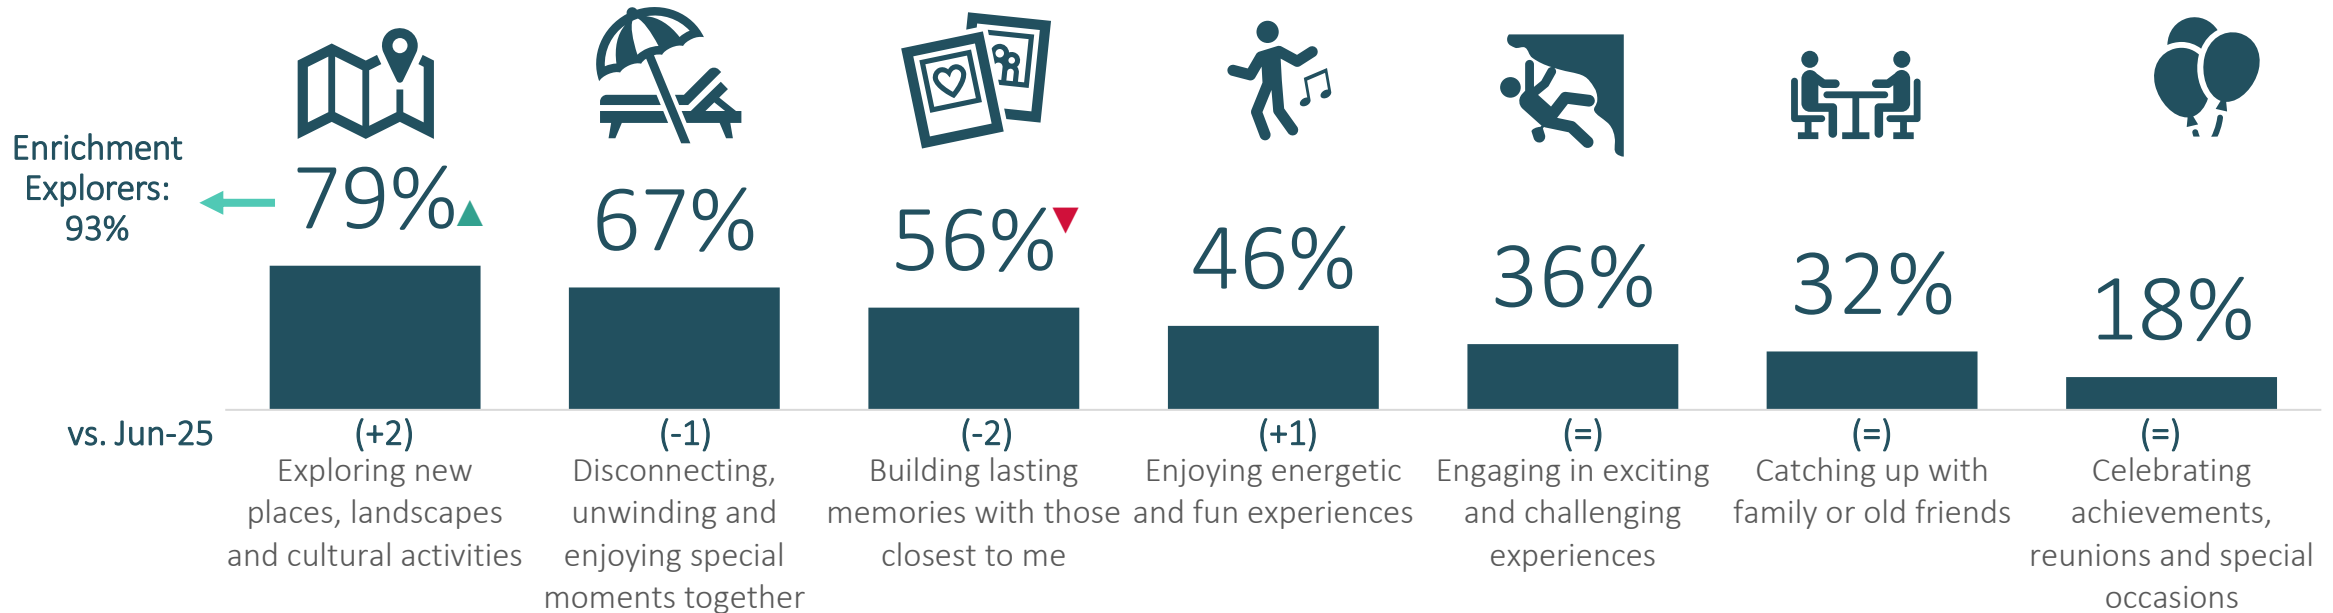 Enrichment
Explorers:
93%
79%
67%
56%
46%
36%
32%
18%
vs. Jun-25
(+2)
(-1)
(-2)
(+1)
(=)
(=)
(=)
Exploring new
places, landscapes
and cultural activities
Disconnecting,
unwinding and
enjoying special
moments together
Building lasting
memories with those
closest to me
Enjoying energetic
and fun experiences
Engaging in exciting
and challenging
experiences
Catching up with
family or old friends
Celebrating
achievements,
reunions and special
occasions